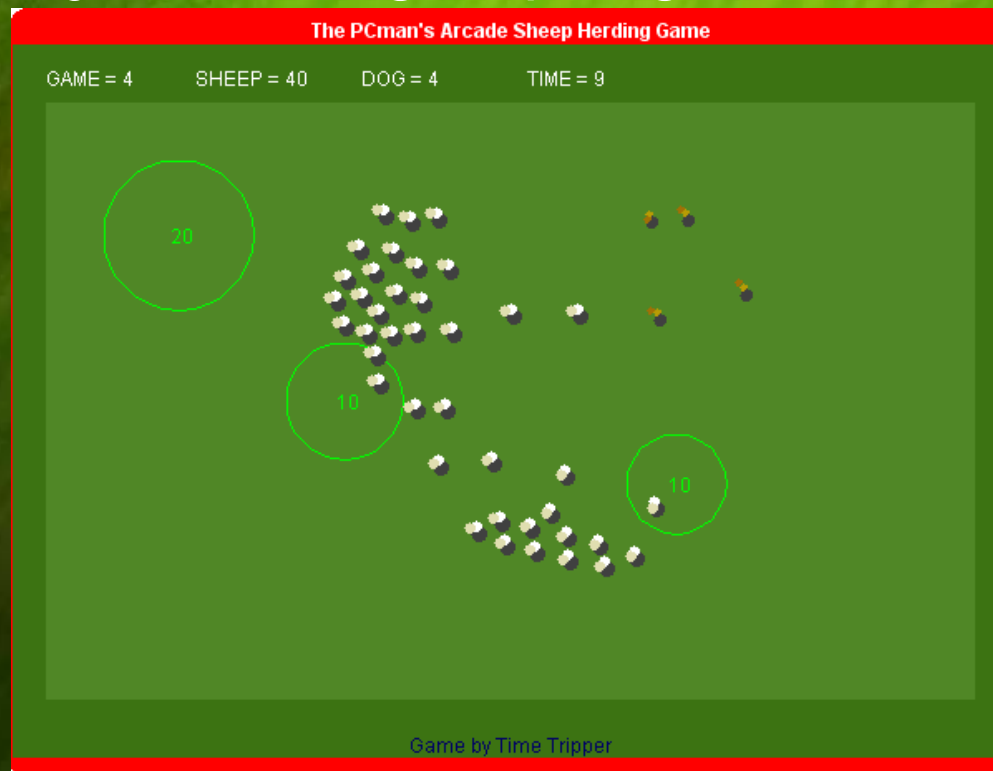 The PCman's Arcade Sheep Herding Game
GAME = 4 SHEEP = 40 DOG = 4 TIME = 9
20
10
10
Game by Time Tripper